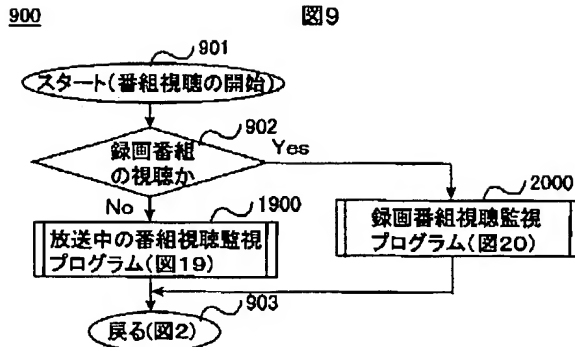 900
図9
901
スタート(番組視聴の開始)
902
録画番組
の視聴か
Yes
No
1900
放送中の番組視聴監視
プログラム(図19)
2000
録画番組視聴監視
プログラム(図20)
903
戻る(図2)